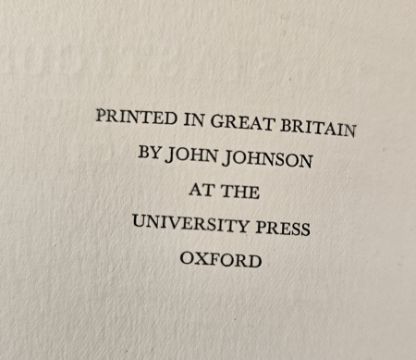 PRINTED IN GREAT BRITAIN
BY JOHN JOHNSON
AT THE
UNIVERSITY PRESS
OXFORD